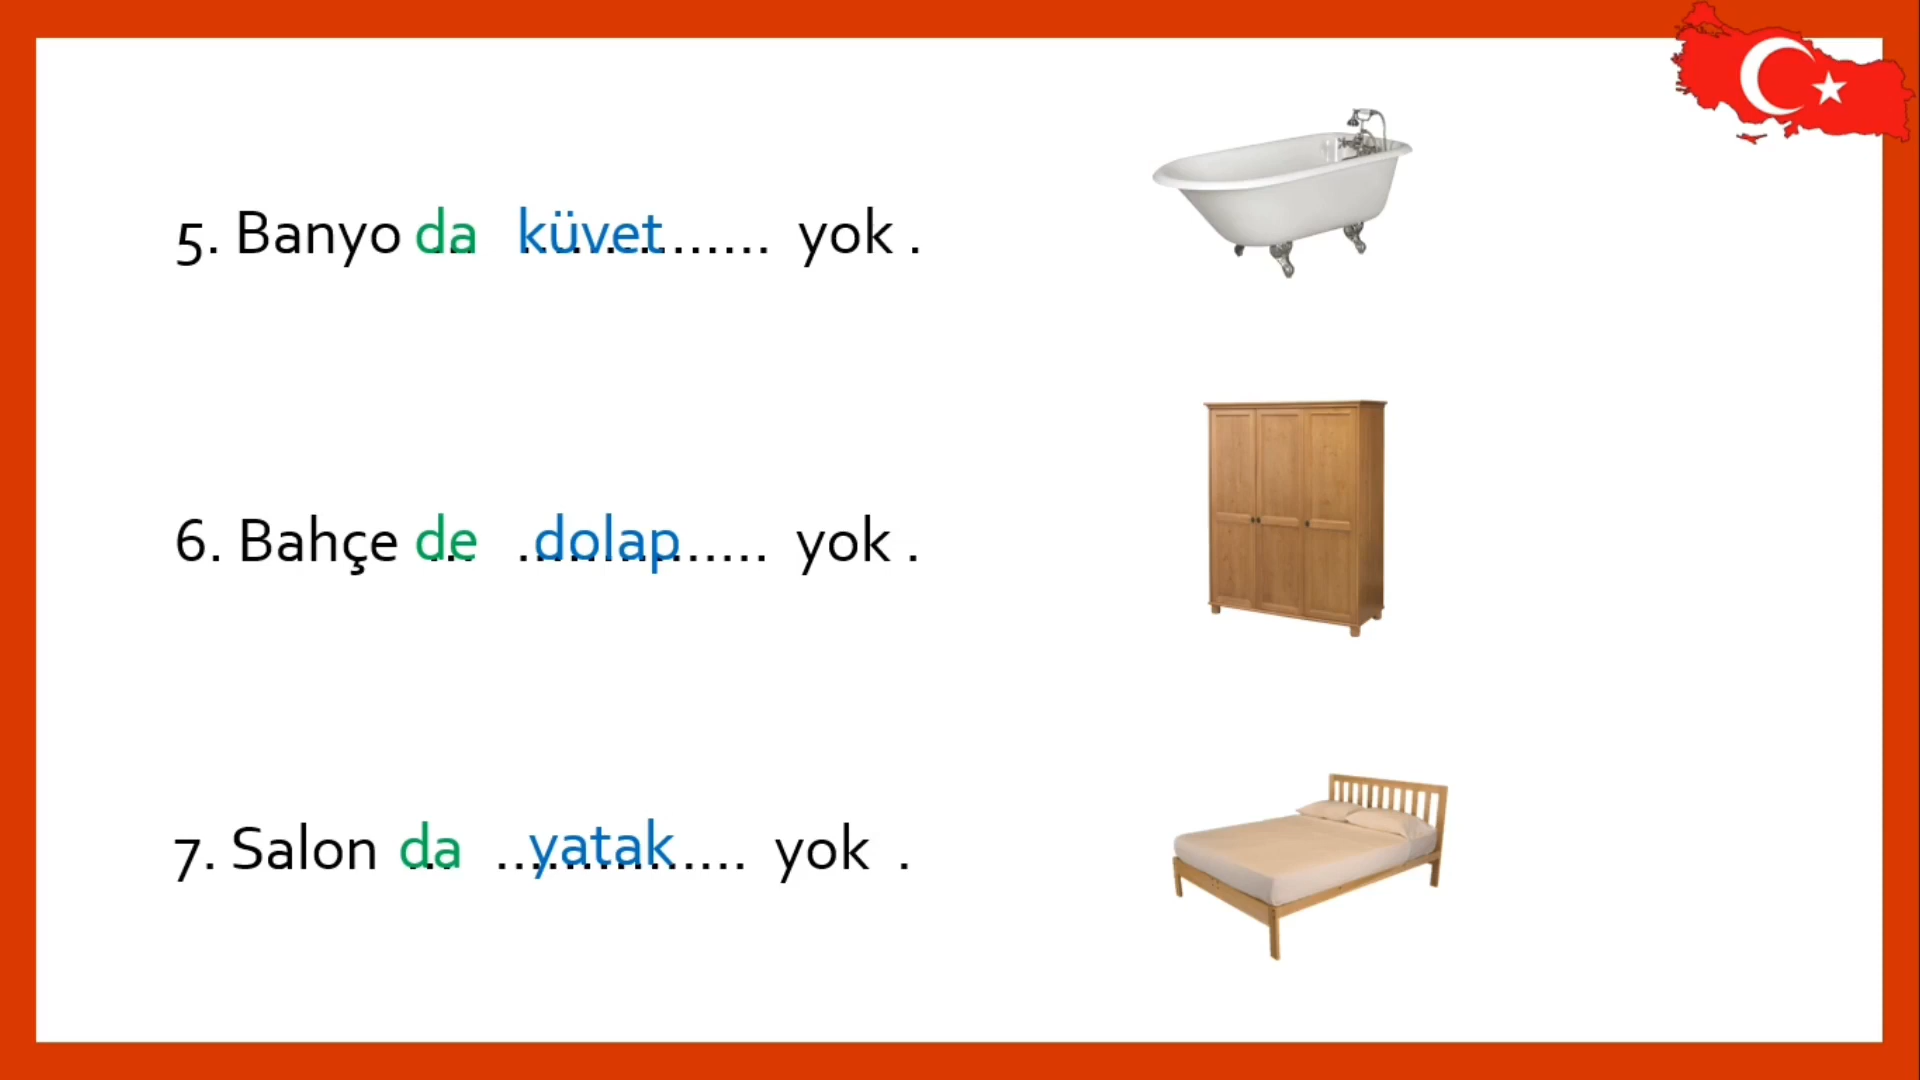 5. Banyo da küvet............. yok .
6. Bahçe de .dolap............. yok .
7. Salon da ..yatak............. yok .